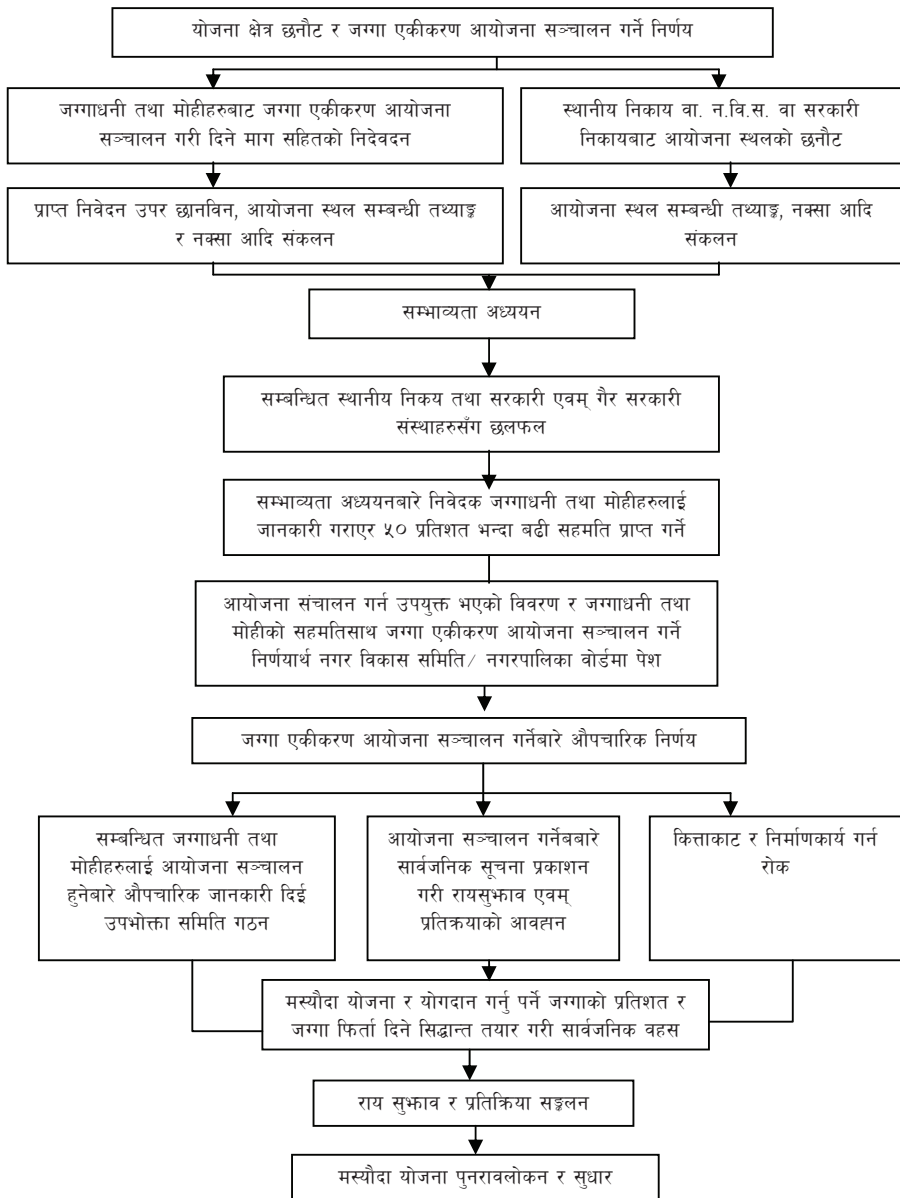 योजना क्षेत्र छनौट र जग्गा एकीकरण आयोजना सञ्चालन गर्ने निर्णय
जग्गाधनी तथा मोहीहरुबाट जग्गा एकीकरण आयोजना
सञ्चालन गरी दिने माग सहितको निदेवदन
स्थानीय निकाय वा. न.वि.स. वा सरकारी
निकायबाट आयोजना स्थलको छनौट
प्राप्त निवेदन उपर छानविन, आयोजना स्थल सम्बन्धी तथ्याङ्क
र नक्सा आदि संकलन
आयोजना स्थल सम्बन्धी तथ्याङ्क, नक्सा आदि
संकलन
सम्भाव्यता अध्ययन
सम्बन्धित स्थानीय निकय तथा सरकारी एवम् गैर सरकारी
संस्थाहरुसँग छलफल
सम्भाव्यता अध्ययनबारे निवेदक जग्गाधनी तथा मोहीहरुलाई
जानकारी गराएर ५० प्रतिशत भन्दा बढी सहमति प्राप्त गर्ने
आयोजना संचालन गर्न उपयुक्त भएको विवरण र जग्गाधनी तथा
मोहीको सहमतिसाथ जग्गा एकीकरण आयोजना सञ्चालन गर्ने
निर्णयार्थ नगर विकास समिति/ नगरपालिका वोर्डमा पेश
जग्गा एकीकरण आयोजना सञ्चालन गर्नेबारे औपचारिक निर्णय
सम्बन्धित जग्गाधनी तथा
मोहीहरुलाई आयोजना सञ्चालन
हुनेबारे औपचारिक जानकारी दिई
उपभोक्ता समिति गठन
आयोजना सञ्चालन गर्नेबबारे
सार्वजनिक सूचना प्रकाशन
गरी रायसुझाव एवम्
प्रतिक्रयाको आवह्मन
कित्ताकाट र निर्माणकार्य गर्न
रोक
मस्यौदा योजना र योगदान गर्नु पर्ने जग्गाको प्रतिशत र
जग्गा फिर्ता दिने सिद्धान्त तयार गरी सार्वजनिक वहस
राय सुझाव र प्रतिक्रिया सङ्कलन
मस्यौदा योजना पुनरावलोकन र सुधार